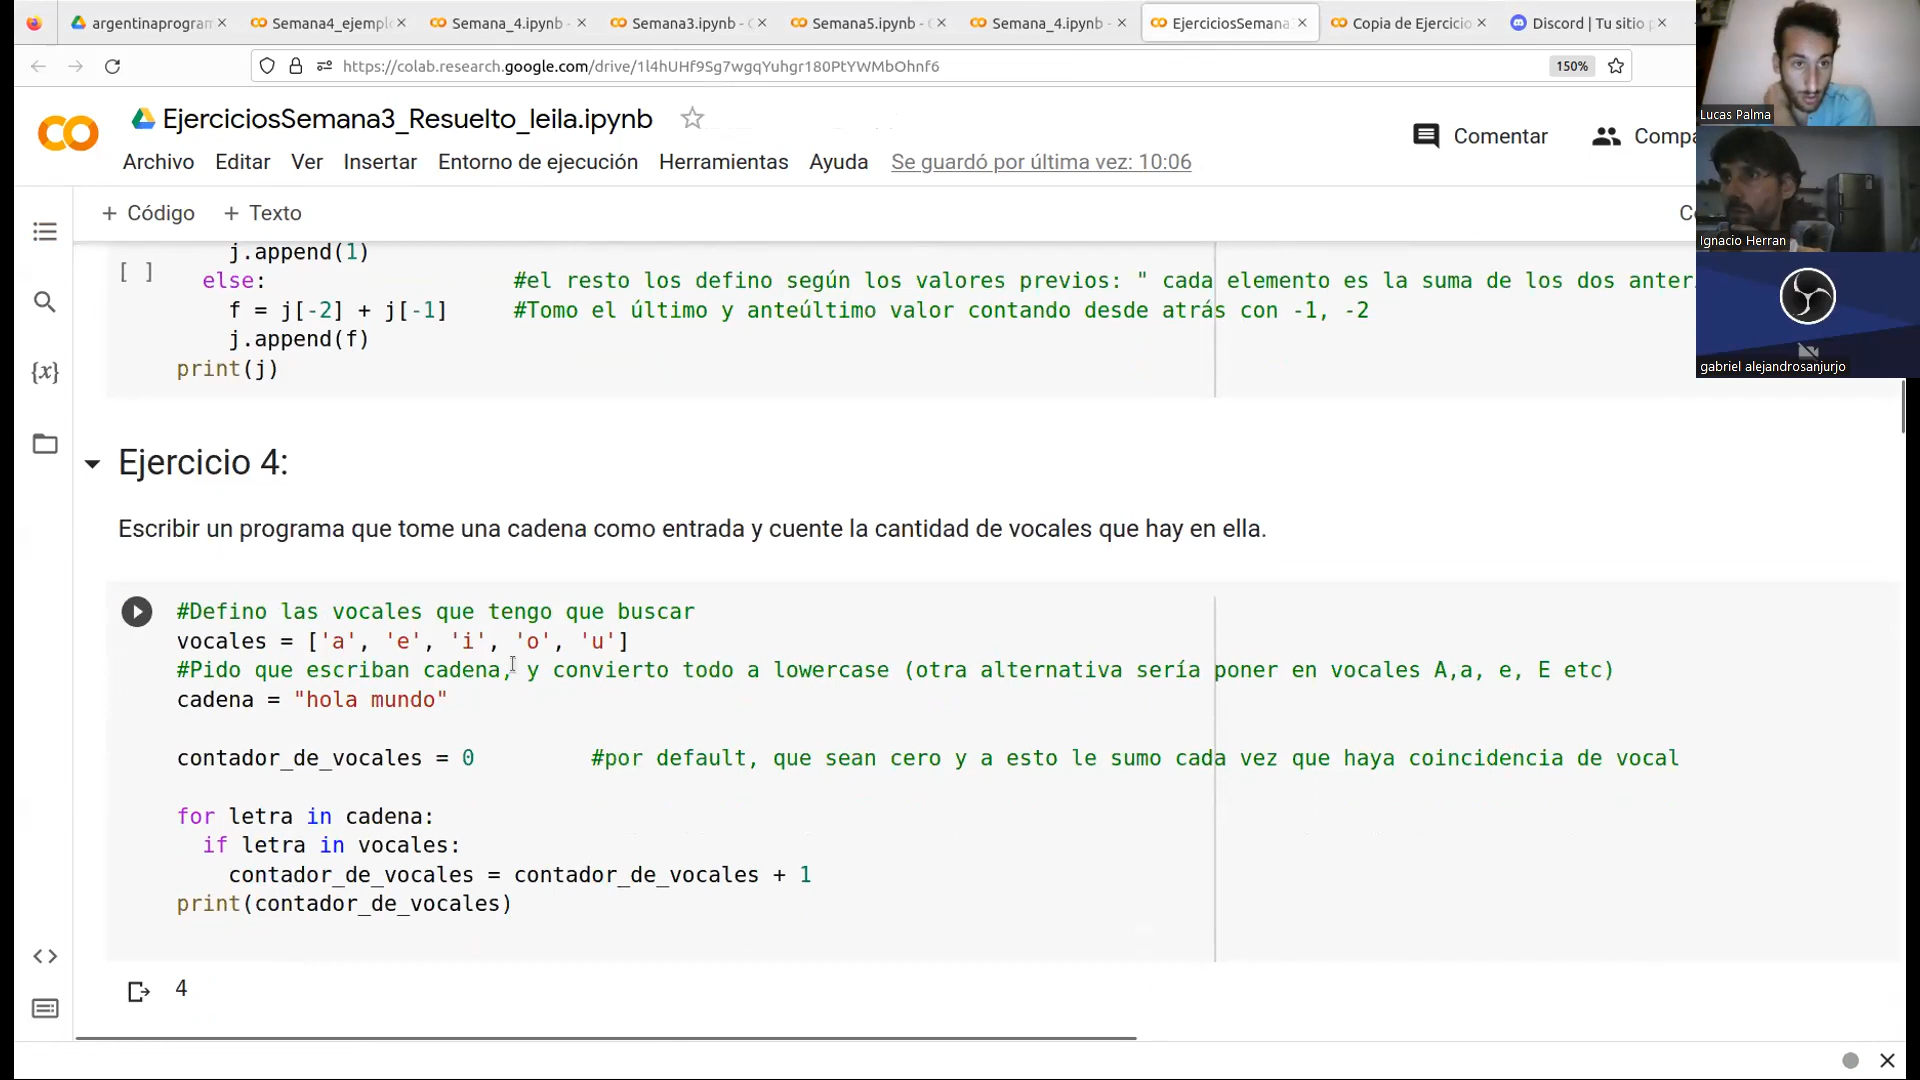 argentinaprogram
Semana4_ejempl
Semana_4.ipynb -
Semana3.ipynb - C
Semana5.ipynb - C
Semana_4.ipynb -
EjerciciosSemana
Copia de Ejercicio
Discord | Tu sitio p
https://colab.research.google.com/drive/1l4hUHf9Sg7wgqYuhgr180PtYWMbOhnf6
150%
EjerciciosSemana3_Resuelto_leila.ipynb
Comentar
Compa
Archivo Editar Ver Insertar Entorno de ejecución Herramientas Ayuda Se guardó por última vez: 10:06
+ Código + Texto
Co
j.append(1)
[ ]
else: #el resto los defino según los valores previos: " cada elemento es la suma de los dos anter
f = j[-2] + j[-1] #Tomo el último y anteúltimo valor contando desde atrás con -1, -2
j.append(f)
print(j)
Ejercicio 4:
Escribir un programa que tome una cadena como entrada y cuente la cantidad de vocales que hay en ella.
#Defino las vocales que tengo que buscar
vocales = ['a', 'e', 'i', 'o', 'u']
#Pido que escriban cadena, y convierto todo a lowercase (otra alternativa sería poner en vocales A,a, e, E etc)
cadena = "hola mundo"
contador_de_vocales = 0 #por default, que sean cero y a esto le sumo cada vez que haya coincidencia de vocal
for letra in cadena:
if letra in vocales:
contador_de_vocales = contador_de_vocales + 1
print(contador_de_vocales)
4
Lucas Palma
Ignacio Herran
gabriel alejandrosanjurjo